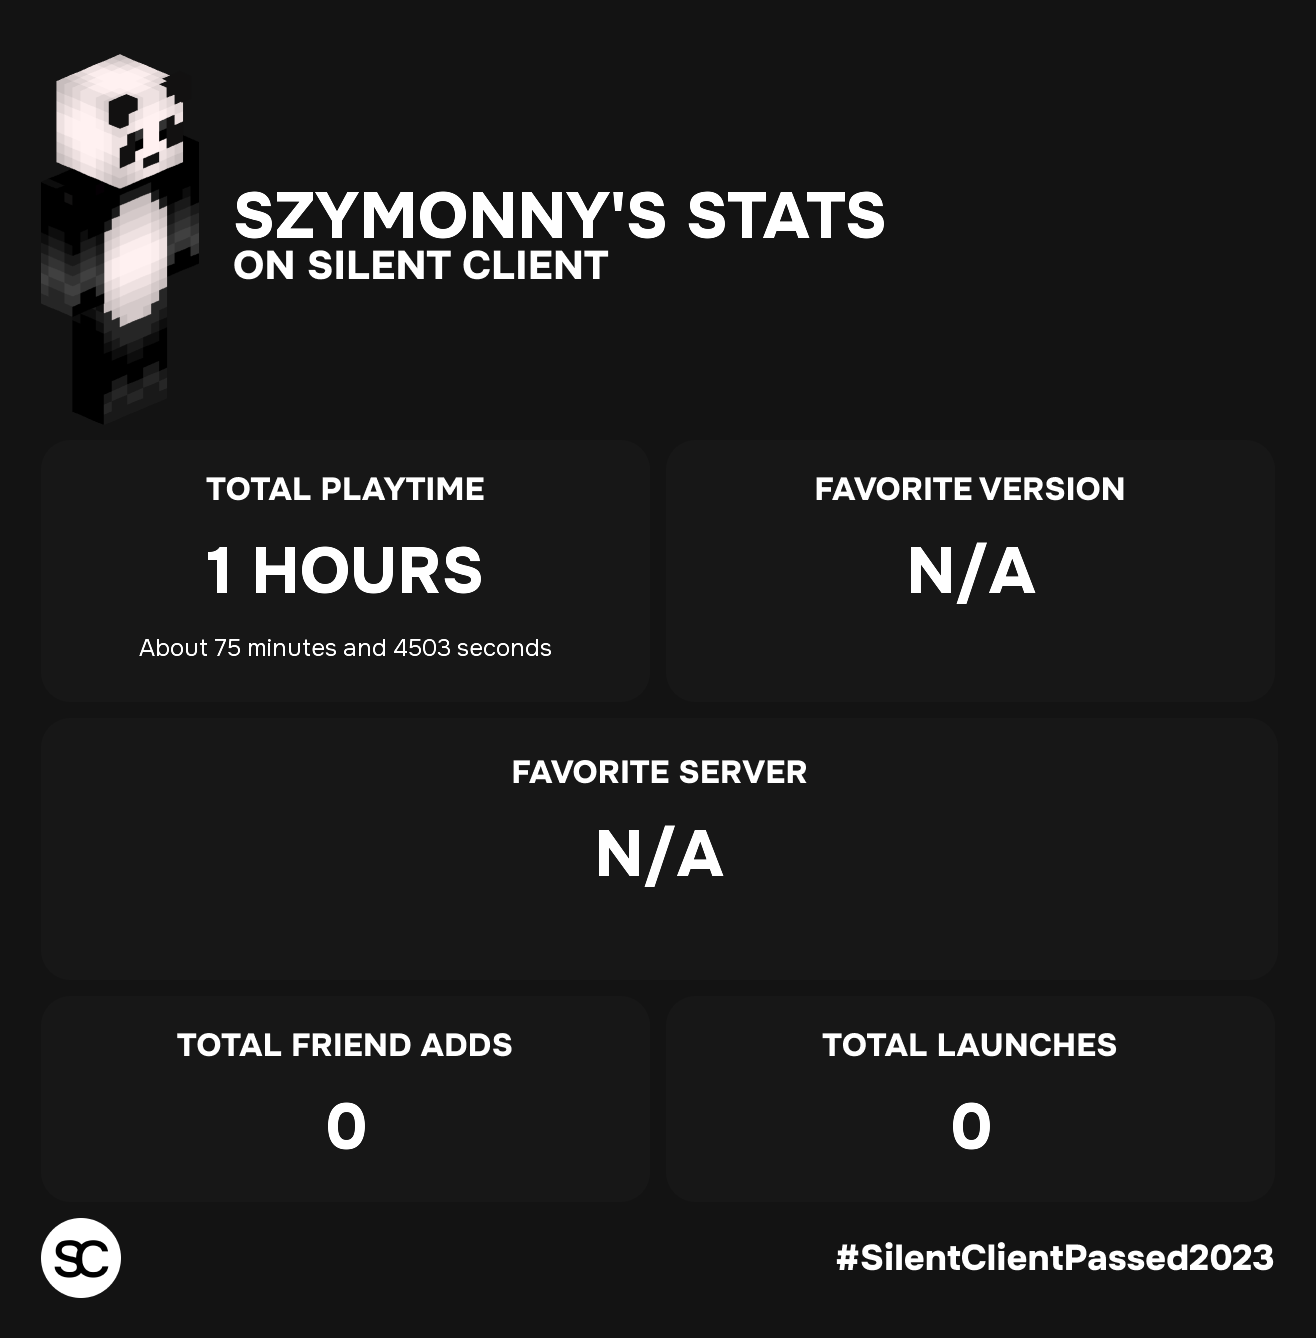 SZYMONNY'S STATS
ON SILENT CLIENT
TOTAL PLAYTIME
1 HOURS
About 75 minutes and 4503 seconds
FAVORITE VERSION
N/A
FAVORITE SERVER
N/A
TOTAL FRIEND ADDS
0
TOTAL LAUNCHES
0
SC
#SilentClientPassed2023